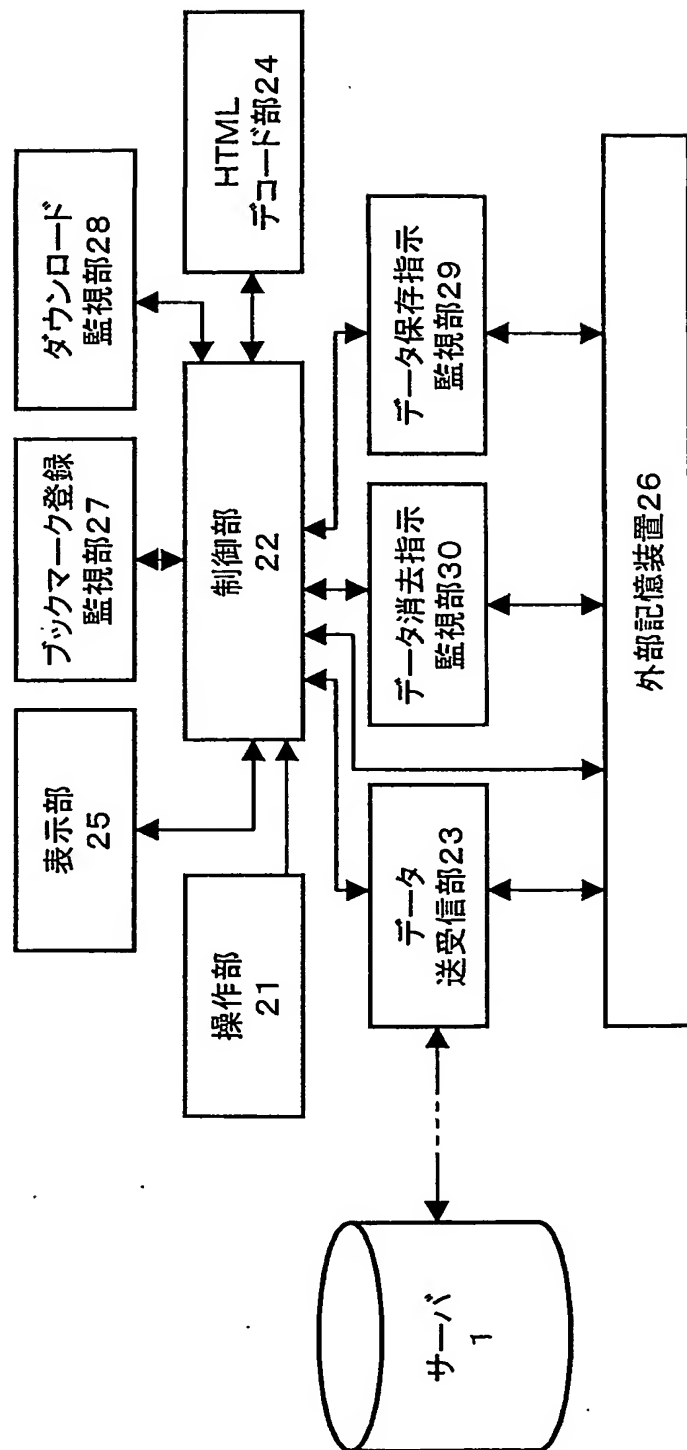 表示部
25
ブックマーク登録
監視部27
ダウンロード
監視部28
操作部
21
制御部
22
HTML
デコード部24
データ
送受信部23
データ消去指示
監視部30
データ保存指示
監視部29
サーバ
1
外部記憶装置26